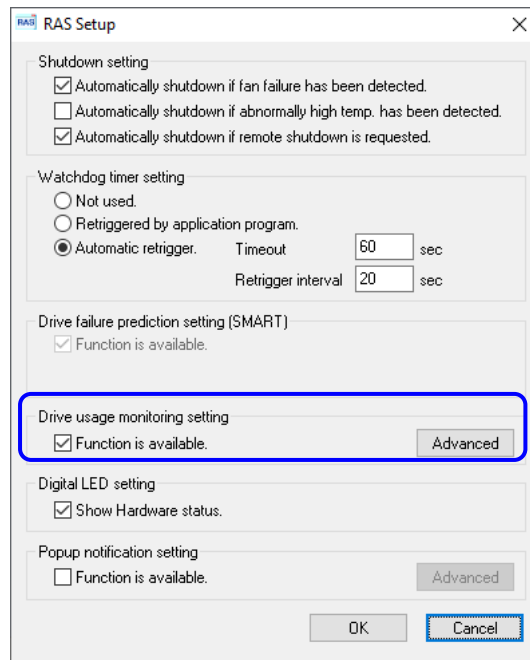 RAS RAS Setup
Shutdown setting
Automatically shutdown if fan failure has been detected.
Automatically shutdown if abnormally high temp. has been detected.
Automatically shutdown if remote shutdown is requested.
Watchdog timer setting
Not used.
Retriggered by application program.
Automatic retrigger. Timeout 60 sec
Retrigger interval 20 sec
Drive failure prediction setting (SMART)
Function is available.
Drive usage monitoring setting
Function is available. Advanced
Digital LED setting
Show Hardware status.
Popup notification setting
Function is available. Advanced
OK Cancel